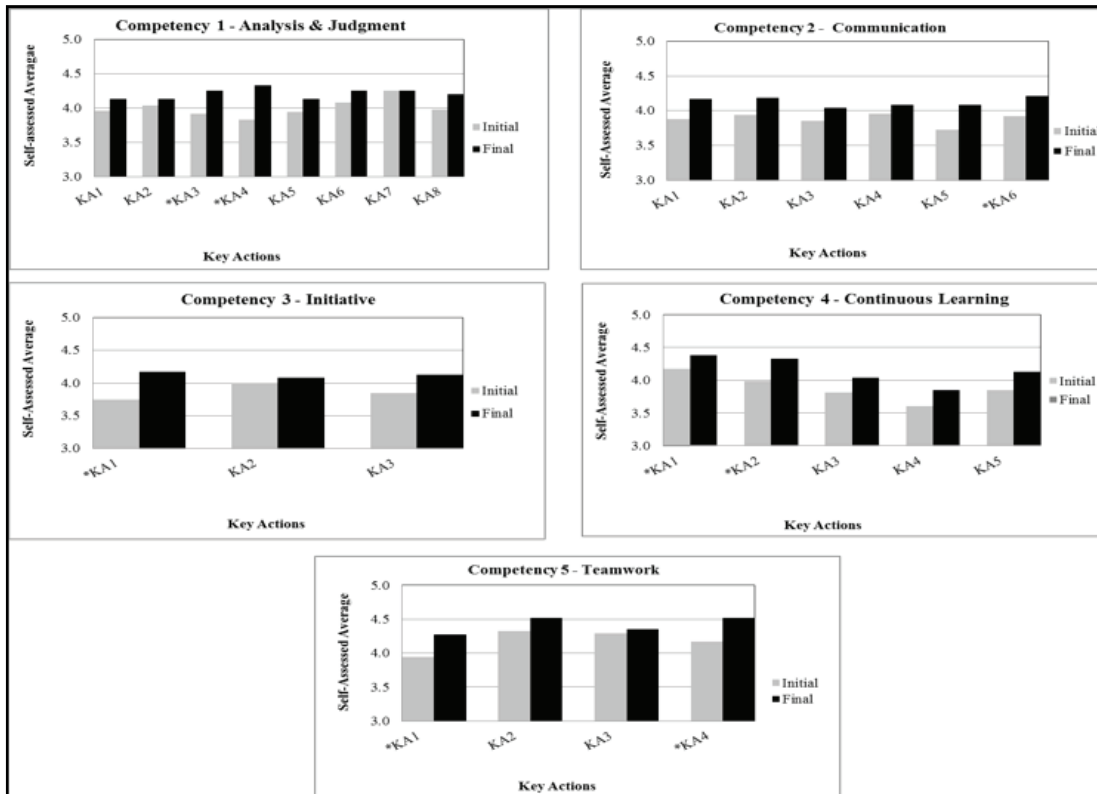 Competency 1 - Analysis & Judgment
Self-assessed Averagae
5.0
4.5
4.0
3.5
3.0
KA1 KA2 *KA3 *KA4 KA5 KA6 KA7 KA8
Initial
Final
Key Actions
Competency 2 - Communication
Self-Assessed Average
5.0
4.5
4.0
3.5
3.0
KA1 KA2 KA3 KA4 KA5 *KA6
Initial
Final
Key Actions
Competency 3 - Initiative
Self-Assessed Average
5.0
4.5
4.0
3.5
3.0
*KA1 KA2 KA3
Initial
Final
Key Actions
Competency 4 - Continuous Learning
Self-Assessed Average
5.0
4.5
4.0
3.5
3.0
*KA1 *KA2 KA3 KA4 KA5
Initial
Final
Key Actions
Competency 5 - Teamwork
Self-Assessed Average
5.0
4.5
4.0
3.5
3.0
*KA1 KA2 KA3 *KA4
Initial
Final
Key Actions